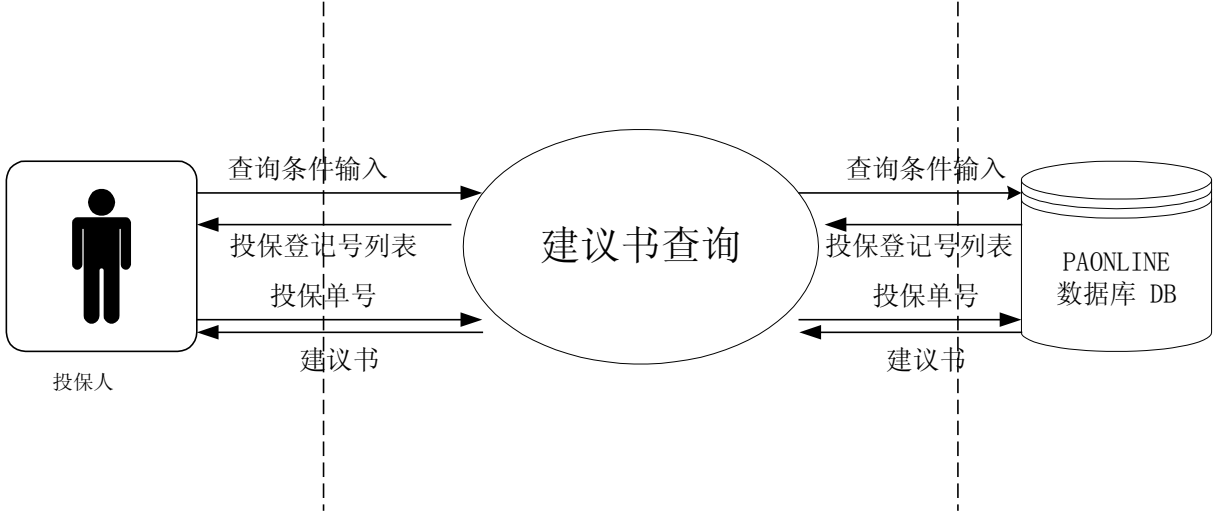 查询条件输入
查询条件输入
投保登记号列表
建议书查询
投保登记号列表
PAONLINE
数据库 DB
投保单号
投保单号
建议书
建议书
投保人